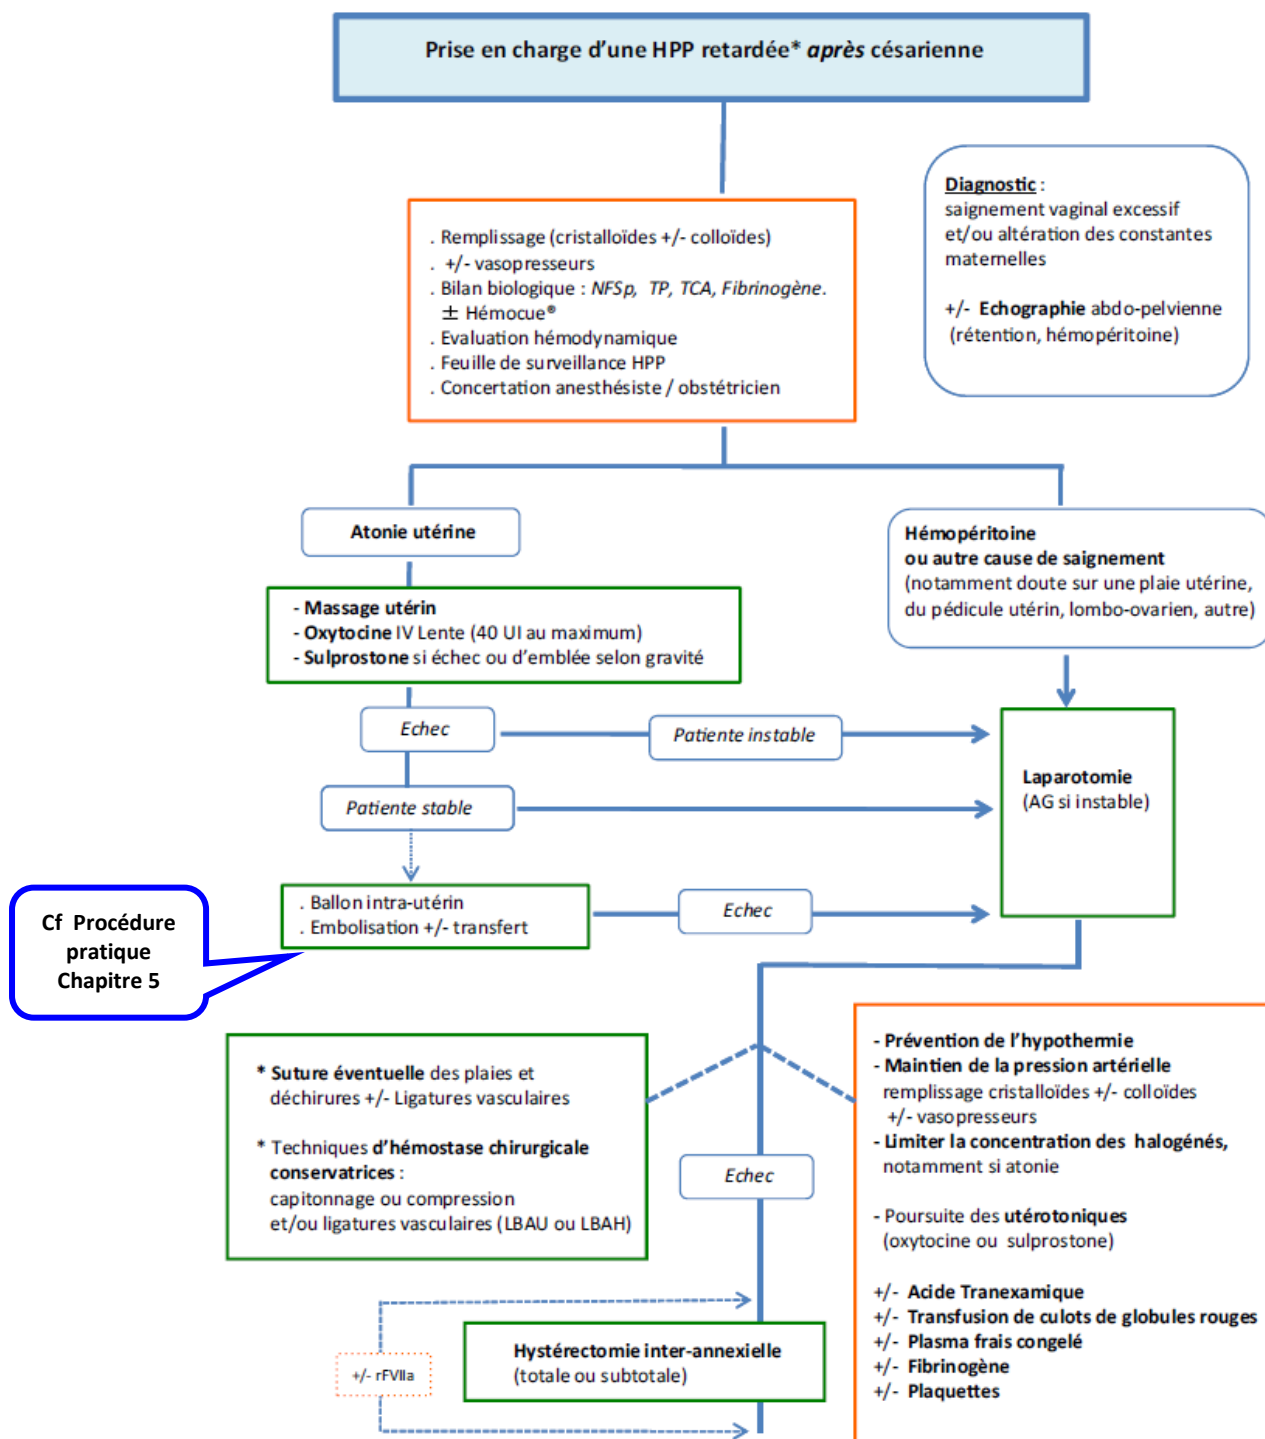 Prise en charge d'une HPP retardée* après césarienne
Diagnostic :
saignement vaginal excessif
et/ou altération des constantes
maternelles
+/- Echographie abdo-pelvienne
(rétention, hémopéritoine)
. Remplissage (cristalloïdes +/- colloïdes)
. +/- vasopresseurs
. Bilan biologique : NFSp, TP, TCA, Fibrinogène.
± Hémocue®
. Evaluation hémodynamique
. Feuille de surveillance HPP
. Concertation anesthésiste / obstétricien
Atonie utérine
Hémopéritoine
ou autre cause de saignement
(notamment doute sur une plaie utérine,
du pédicule utérin, lombo-ovarien, autre)
- Massage utérin
- Oxytocine IV Lente (40 UI au maximum)
- Sulprostone si échec ou d'emblée selon gravité
Echec
Patiente instable
Patiente stable
Laparotomie
(AG si instable)
. Ballon intra-utérin
. Embolisation +/- transfert
Echec
Cf Procédure
pratique
Chapitre 5
* Suture éventuelle des plaies et
déchirures +/- Ligatures vasculaires
* Techniques d'hémostase chirurgicale
conservatrices :
capitonnage ou compression
et/ou ligatures vasculaires (LBAU ou LBAH)
Echec
- Prévention de l'hypothermie
- Maintien de la pression artérielle
remplissage cristalloïdes +/- colloïdes
+/- vasopresseurs
- Limiter la concentration des halogénés,
notamment si atonie
- Poursuite des utérotoniques
(oxytocine ou sulprostone)
+/- Acide Tranexamique
+/- Transfusion de culots de globules rouges
+/- Plasma frais congelé
+/- Fibrinogène
+/- Plaquettes
Hystérectomie inter-annexielle
(totale ou subtotale)
+/- rFVIIa